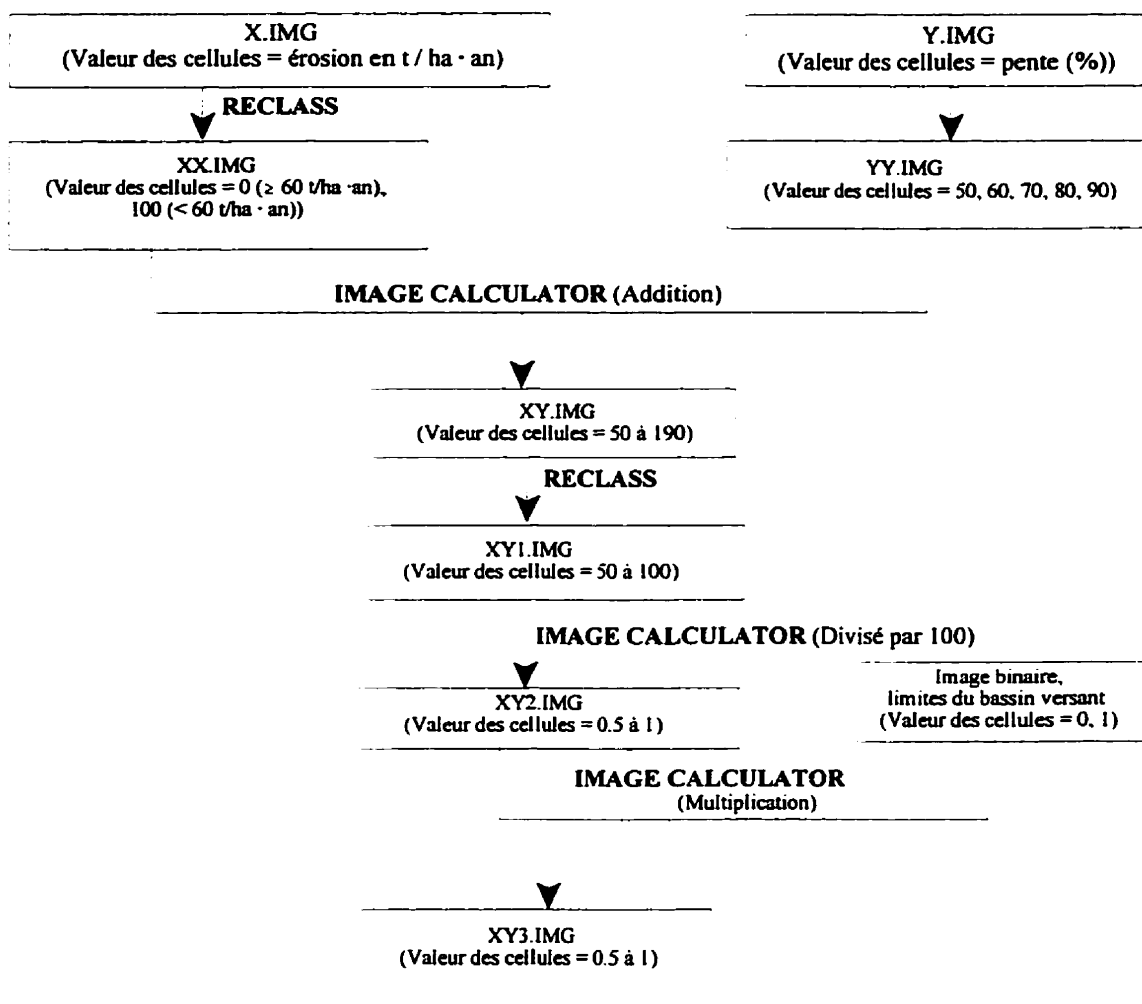 X.IMG
(Valeur des cellules = érosion en t / ha · an)
Y.IMG
(Valeur des cellules = pente (%))
RECLASS
XX.IMG
(Valeur des cellules = 0 (≥ 60 t/ha ·an),
100 (< 60 t/ha · an))
YY.IMG
(Valeur des cellules = 50, 60, 70, 80, 90)
IMAGE CALCULATOR (Addition)
XY.IMG
(Valeur des cellules = 50 à 190)
RECLASS
XY1.IMG
(Valeur des cellules = 50 à 100)
IMAGE CALCULATOR (Divisé par 100)
XY2.IMG
(Valeur des cellules = 0.5 à 1)
Image binaire,
limites du bassin versant
(Valeur des cellules = 0, 1)
IMAGE CALCULATOR
(Multiplication)
XY3.IMG
(Valeur des cellules = 0.5 à 1)